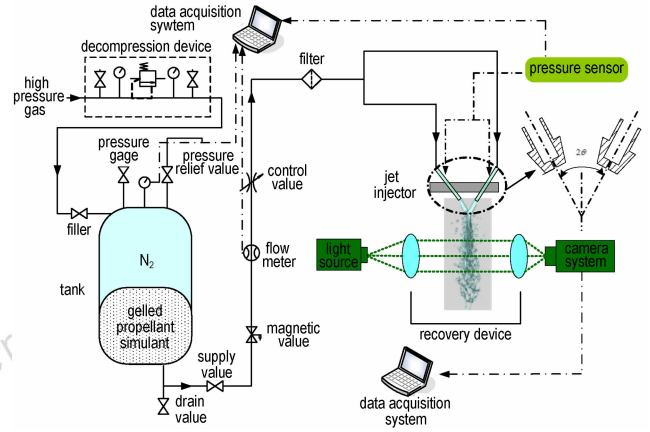 data acquisition
sywtem
decompression device
high
pressure
gas
filter
pressure sensor
pressure
gage
pressure
relief value
2θ
jet
injector
control
value
filler
N2
flow
meter
light
source
camera
system
tank
gelled
propellant
simulant
magnetic
value
recovery device
supply
value
drain
value
data acquisition
system